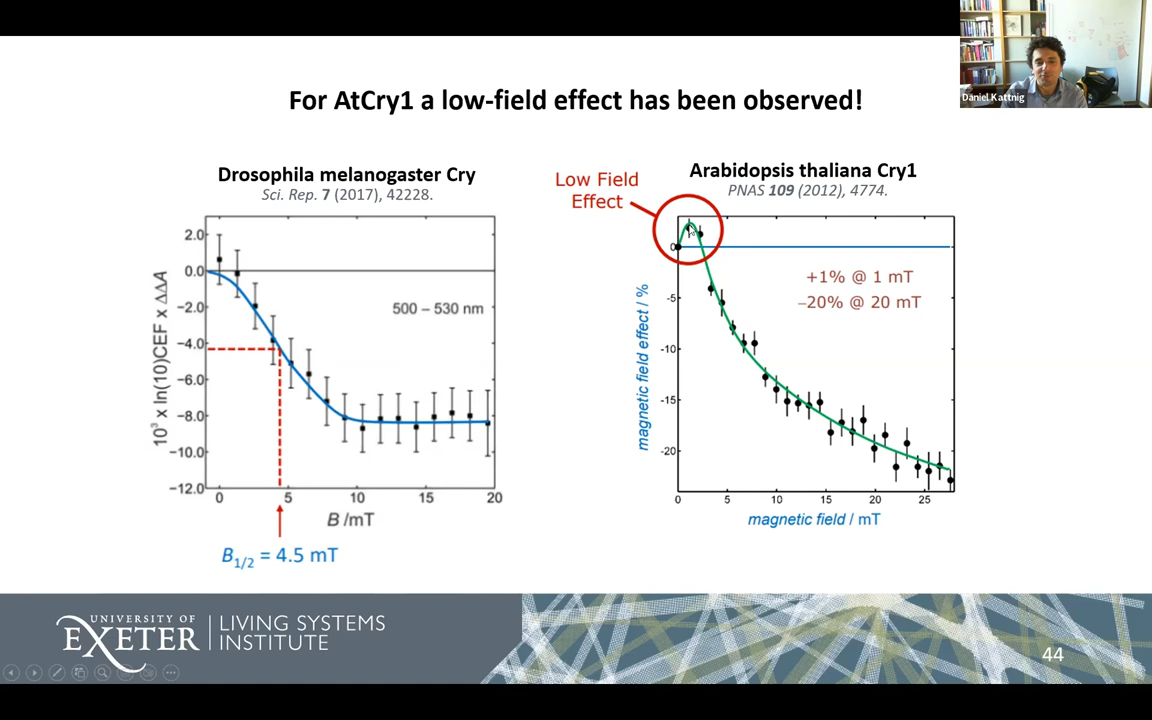 Daniel Kattnig
For AtCry1 a low-field effect has been observed!
Drosophila melanogaster Cry
Sci. Rep. 7 (2017), 42228.
2.0
0.0
−2.0
−4.0
−6.0
−8.0
−10.0
−12.0
10³ x ln(10)CEF x ΔΔA
500 – 530 nm
0
5
10
15
20
B /mT
B1/2 = 4.5 mT
Low Field
Effect
Arabidopsis thaliana Cry1
PNAS 109 (2012), 4774.
0
-5
-10
-15
-20
magnetic field effect / %
+1% @ 1 mT
–20% @ 20 mT
0
5
10
15
20
25
magnetic field / mT
UNIVERSITY OF
EXETER
LIVING SYSTEMS
INSTITUTE
44